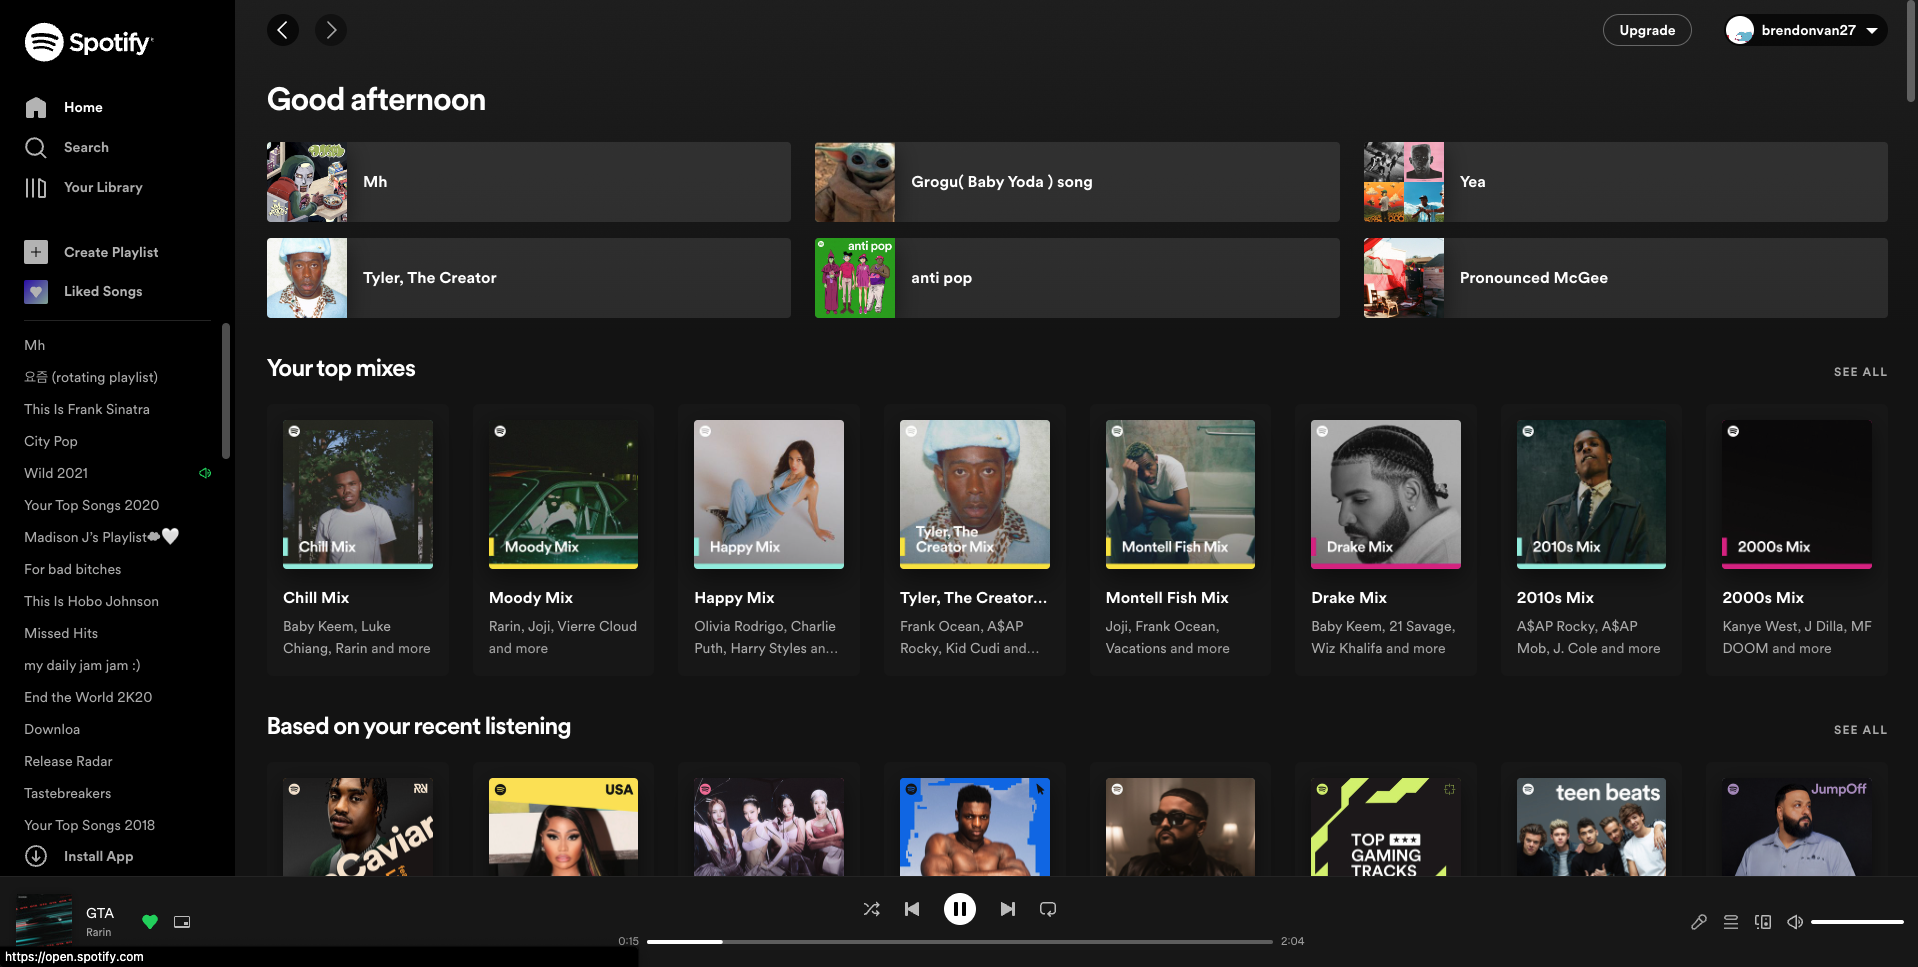 Spotify
Upgrade
brendonvan27
Home
Search
Your Library
Create Playlist
Liked Songs
Mh
요즘 (rotating playlist)
This Is Frank Sinatra
City Pop
Wild 2021
Your Top Songs 2020
Madison J's Playlist☁🤍
For bad bitches
This Is Hobo Johnson
Missed Hits
my daily jam jam :)
End the World 2K20
Downloa
Release Radar
Tastebreakers
Your Top Songs 2018
Install App
Good afternoon
Mh
Grogu( Baby Yoda ) song
Yea
Tyler, The Creator
anti pop
anti pop
Pronounced McGee
Your top mixes
SEE ALL
Chill Mix
Moody Mix
Happy Mix
Tyler, The
Creator Mix
Montell Fish Mix
Drake Mix
2010s Mix
2000s Mix
Chill Mix
Baby Keem, Luke
Chiang, Rarin and more
Moody Mix
Rarin, Joji, Vierre Cloud
and more
Happy Mix
Olivia Rodrigo, Charlie
Puth, Harry Styles an...
Tyler, The Creator...
Frank Ocean, A$AP
Rocky, Kid Cudi and...
Montell Fish Mix
Joji, Frank Ocean,
Vacations and more
Drake Mix
Baby Keem, 21 Savage,
Wiz Khalifa and more
2010s Mix
A$AP Rocky, A$AP
Mob, J. Cole and more
2000s Mix
Kanye West, J Dilla, MF
DOOM and more
Based on your recent listening
SEE ALL
Caviar
USA
TOP
GAMING
TRACKS
teen beats
JumpOff
GTA
Rarin
0:15
2:04
https://open.spotify.com